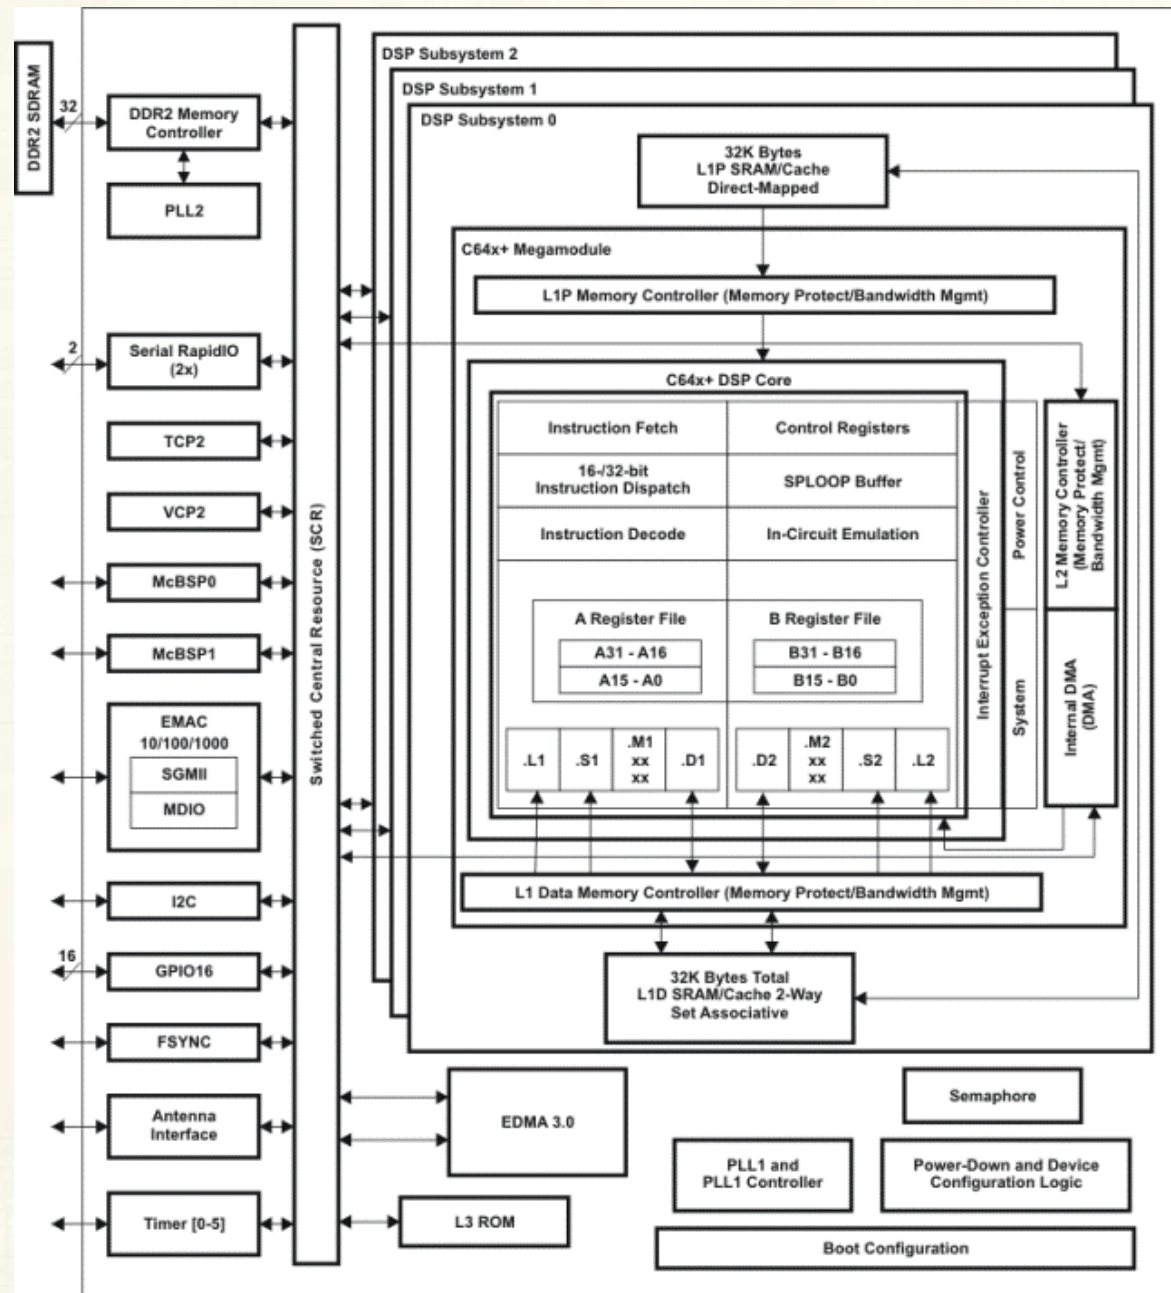 DDR2 SDRAM
32
DDR2 Memory
Controller
PLL2
2
Serial RapidIO
(2x)
TCP2
VCP2
McBSP0
McBSP1
EMAC
10/100/1000
SGMII
MDIO
I2C
16
GPIO16
FSYNC
Antenna
Interface
Timer [0-5]
Switched Central Resource (SCR)
DSP Subsystem 2
DSP Subsystem 1
DSP Subsystem 0
32K Bytes
L1P SRAM/Cache
Direct-Mapped
C64x+ Megamodule
L1P Memory Controller (Memory Protect/Bandwidth Mgmt)
C64x+ DSP Core
Instruction Fetch
Control Registers
16-/32-bit
Instruction Dispatch
SPLOOP Buffer
Instruction Decode
In-Circuit Emulation
A Register File
A31 - A16
A15 - A0
B Register File
B31 - B16
B15 - B0
.L1
.S1
.M1
xx
xx
.D1
.D2
.M2
xx
xx
.S2
.L2
Interrupt Exception Controller
Power Control
System
L2 Memory Controller
(Memory Protect/
Bandwidth Mgmt)
Internal DMA
(DMA)
L1 Data Memory Controller (Memory Protect/Bandwidth Mgmt)
32K Bytes Total
L1D SRAM/Cache 2-Way
Set Associative
EDMA 3.0
L3 ROM
Semaphore
PLL1 and
PLL1 Controller
Power-Down and Device
Configuration Logic
Boot Configuration